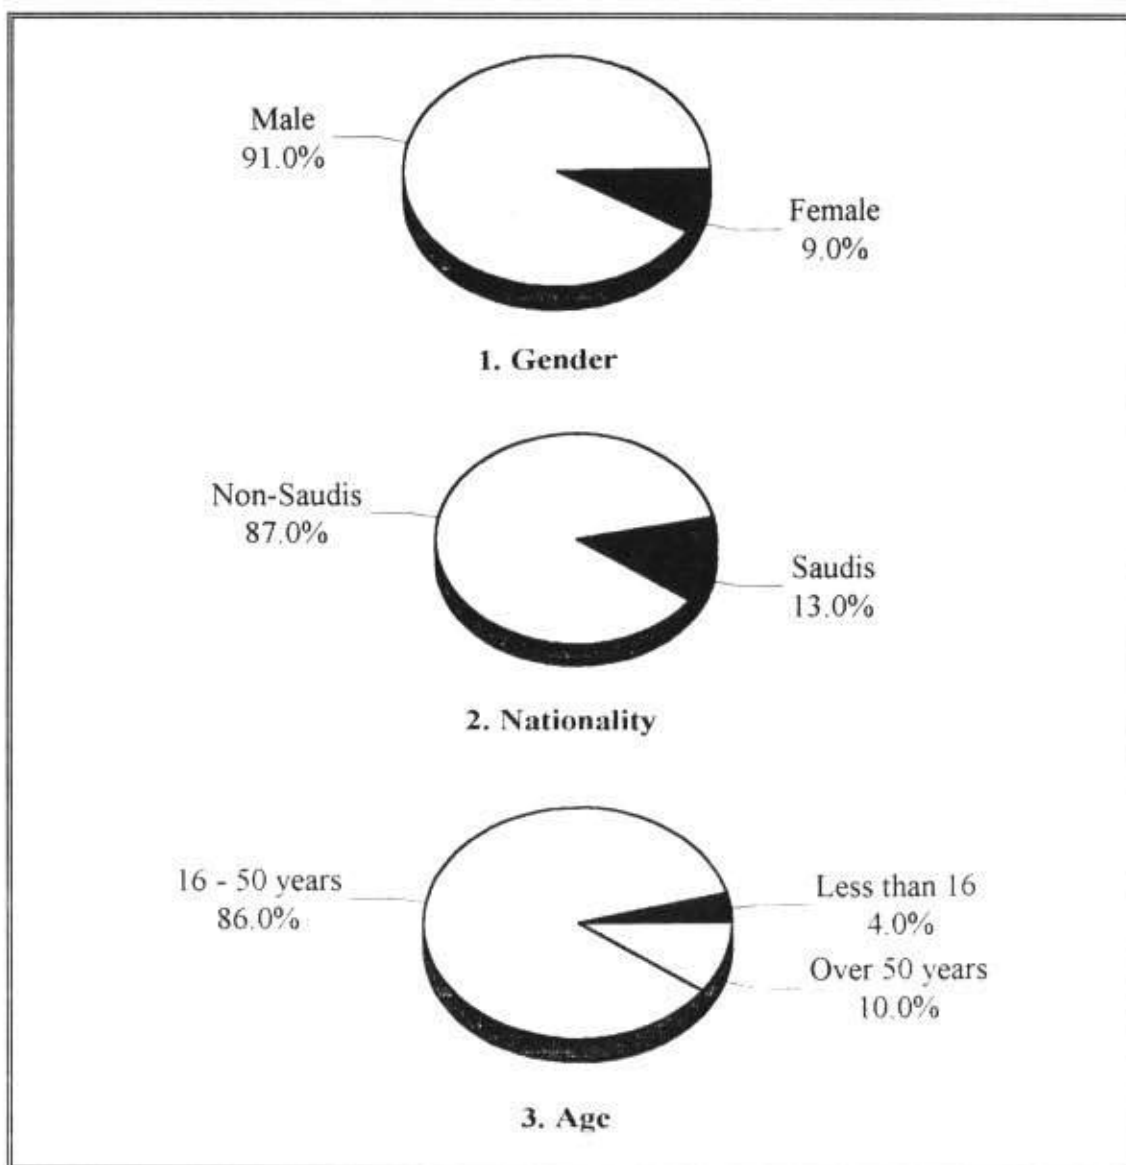 Male
91.0%
Female
9.0%
1. Gender
Non-Saudis
87.0%
Saudis
13.0%
2. Nationality
16 - 50 years
86.0%
Less than 16
4.0%
Over 50 years
10.0%
3. Age